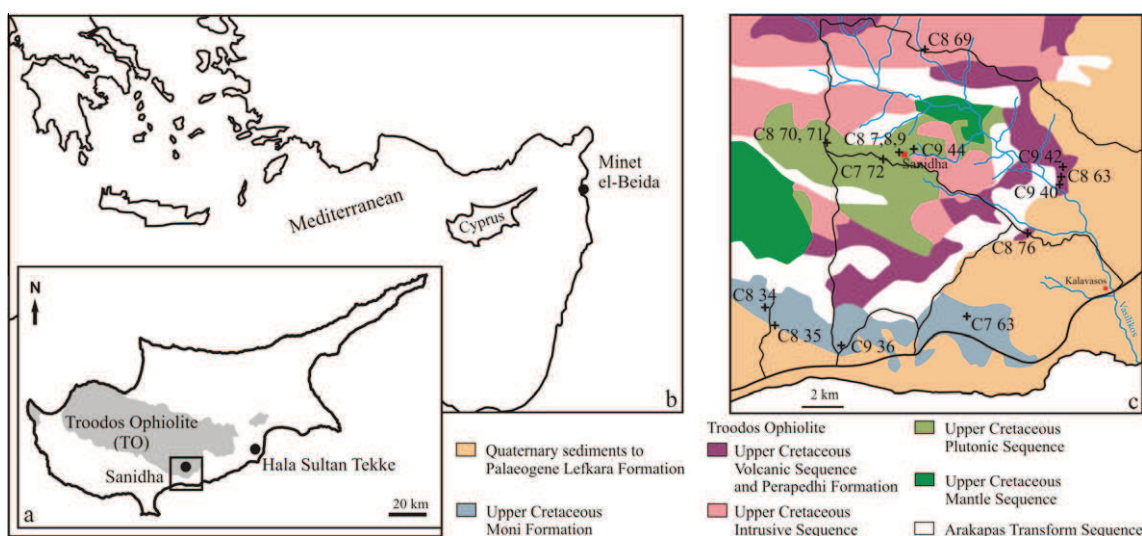 Mediterranean
Cyprus
Minet
el-Beida
b
N
Troodos Ophiolite
(TO)
Sanidha
Hala Sultan Tekke
20 km
a
C8 69
C8 70, 71
C8 7,8,9
C9 44
Sanidha
C7 72
C9 42
C8 63
C9 40
C8 76
Kalavasos
Vasilikos
C8 34
C8 35
C9 36
C7 63
2 km
c
Quaternary sediments to
Palaeogene Lefkara Formation
Upper Cretaceous
Moni Formation
Troodos Ophiolite
Upper Cretaceous
Volcanic Sequence
and Perapedhi Formation
Upper Cretaceous
Intrusive Sequence
Upper Cretaceous
Plutonic Sequence
Upper Cretaceous
Mantle Sequence
Arakapas Transform Sequence